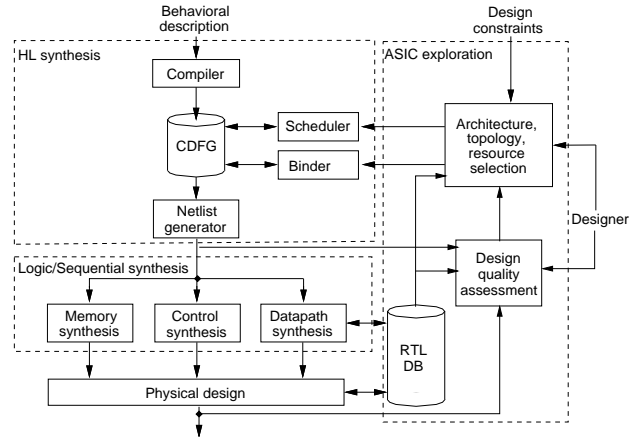 Behavioral
description
Design
constraints
HL synthesis
ASIC exploration
Compiler
CDFG
Scheduler
Binder
Architecture,
topology,
resource
selection
Netlist
generator
Designer
Logic/Sequential synthesis
Design
quality
assessment
Memory
synthesis
Control
synthesis
Datapath
synthesis
RTL
DB
Physical design